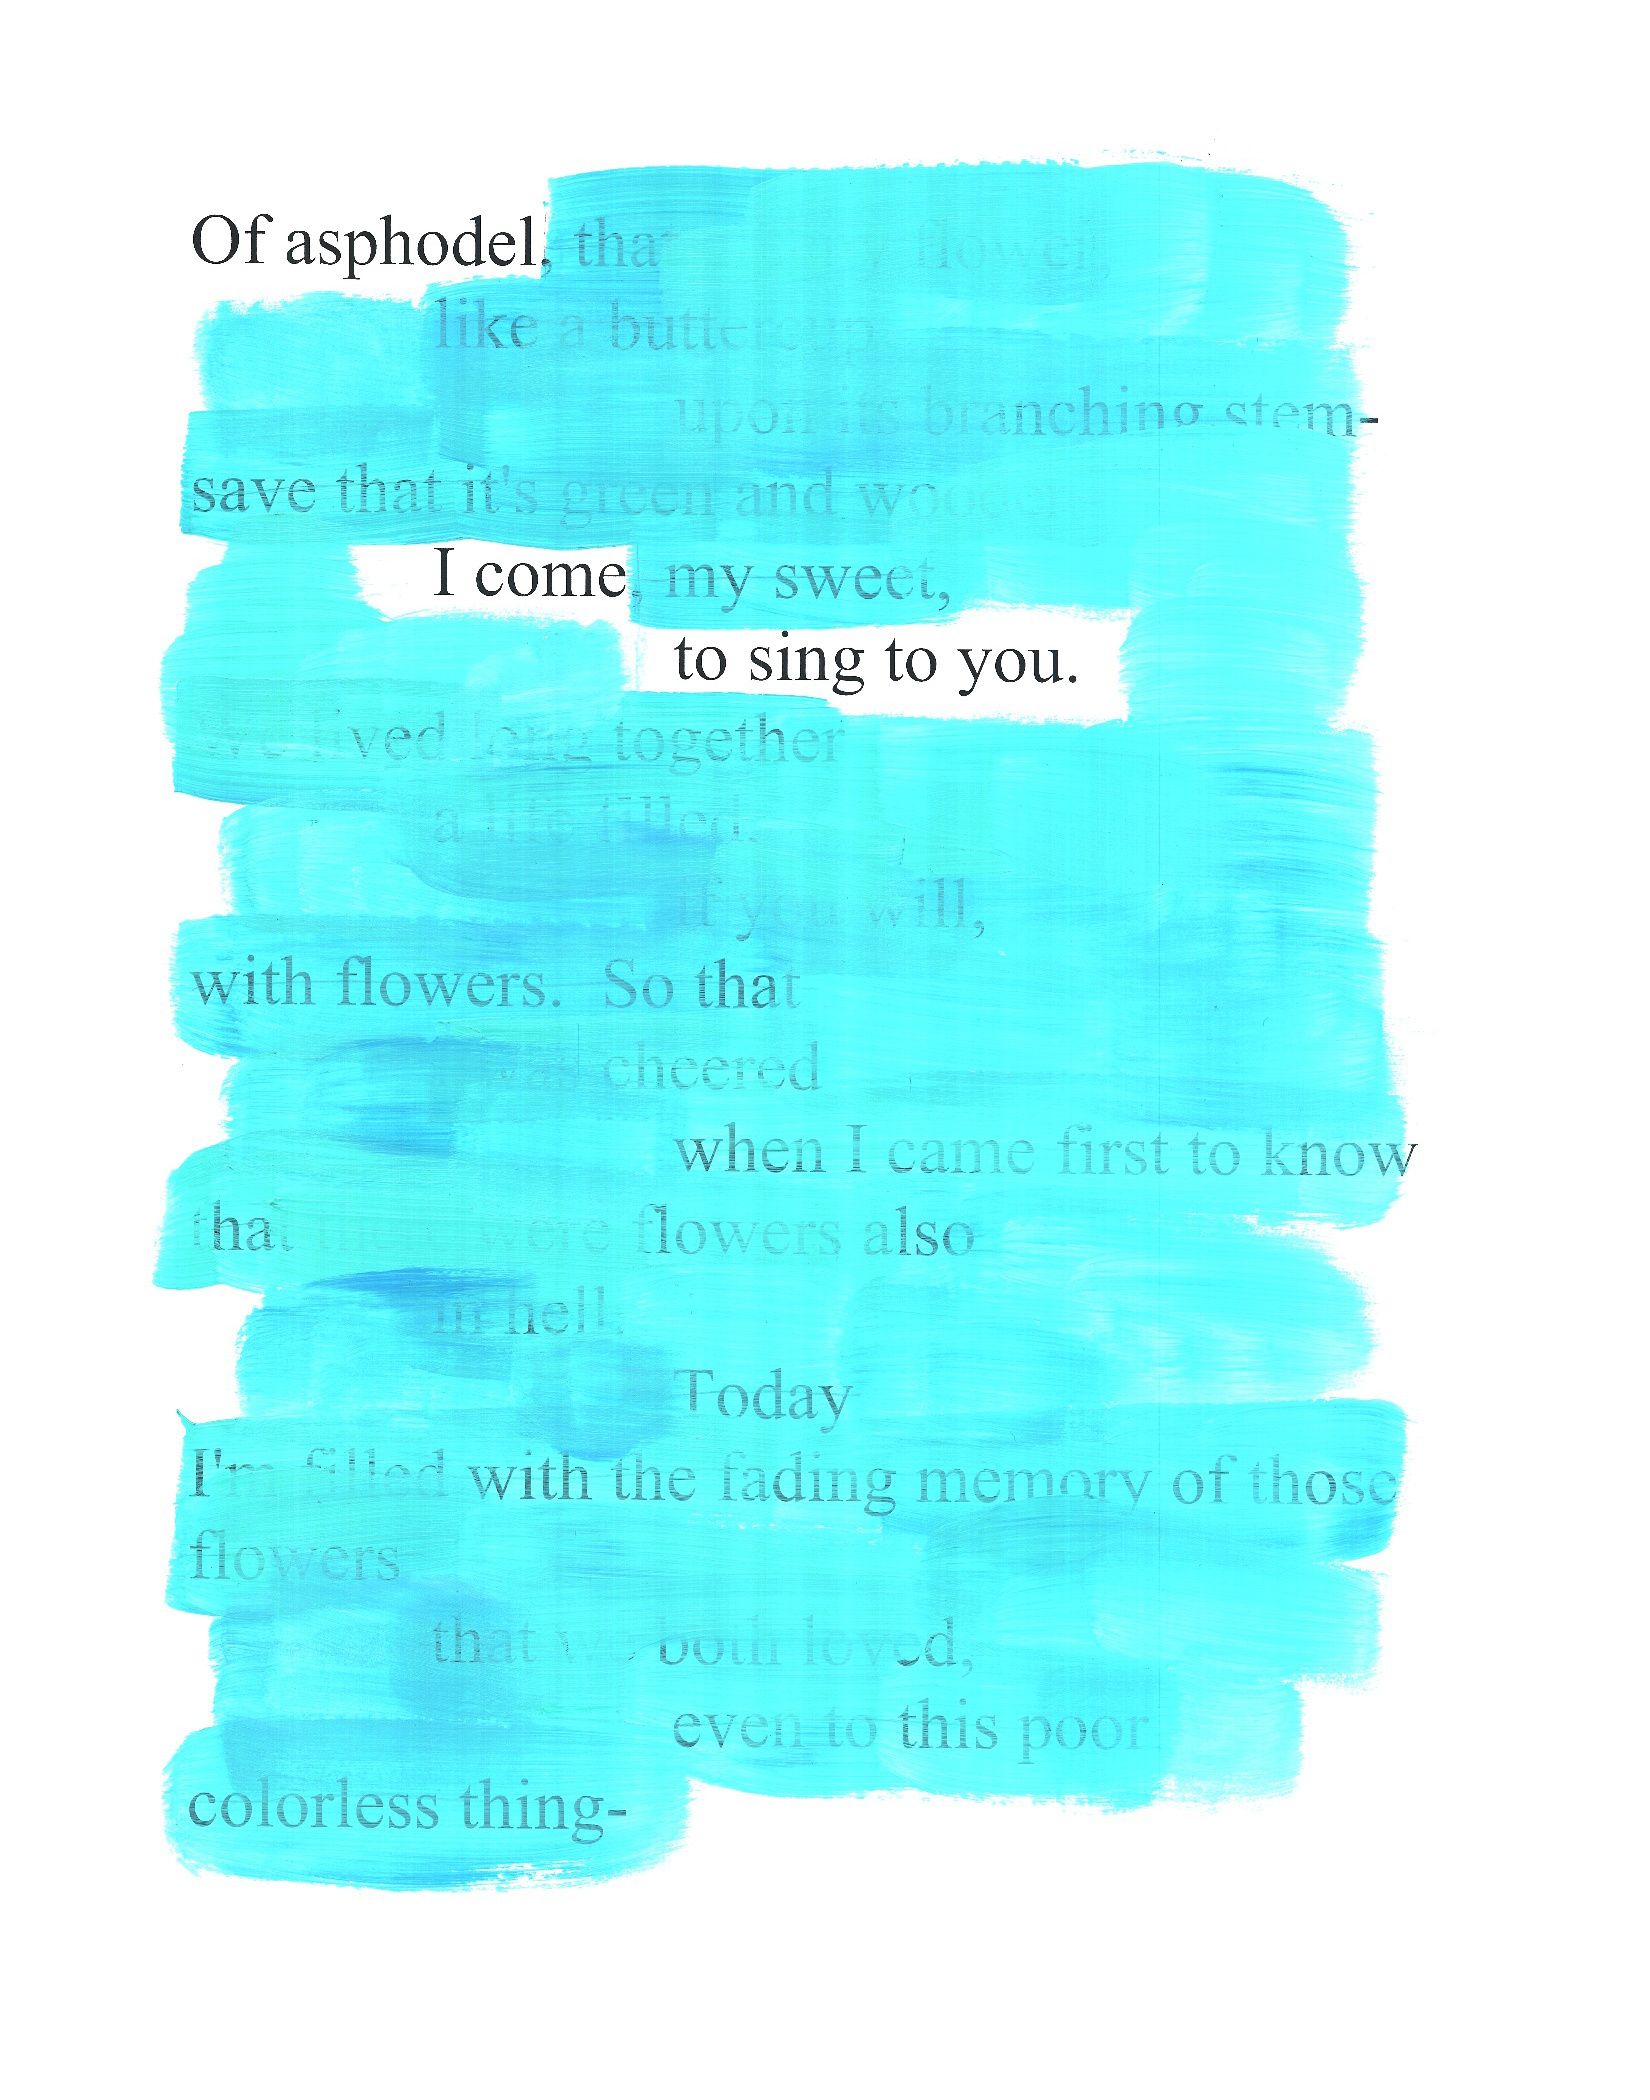 Of asphodel, that flower,
like a buttercup
upon its branching stem-
save that it's green and wooden
I come, my sweet,
to sing to you.
We lived long together
a life filled,
if you will,
with flowers. So that
was cheered
when I came first to know
that there were flowers also
in hell.
Today
I'm filled with the fading memory of those
flowers
that we both loved,
even to this poor
colorless thing-